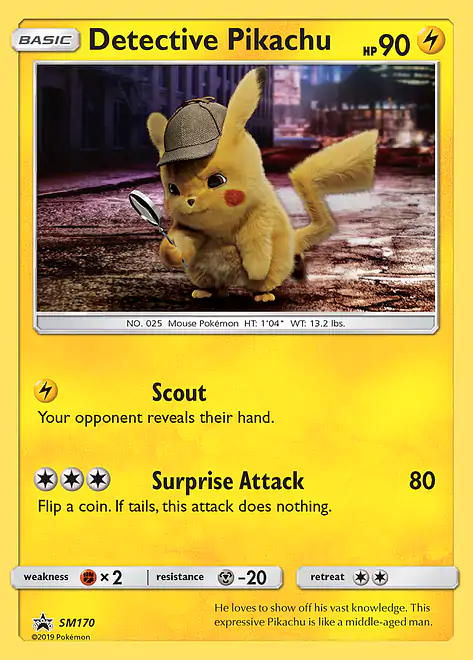 BASIC Detective Pikachu HP 90
NO. 025 Mouse Pokémon HT: 1'04" WT: 13.2 lbs.
Scout
Your opponent reveals their hand.
Surprise Attack 80
Flip a coin. If tails, this attack does nothing.
weakness × 2 resistance -20 retreat
He loves to show off his vast knowledge. This
expressive Pikachu is like a middle-aged man.
SM170
©2019 Pokémon